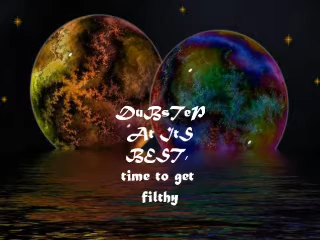 DuBsTeP
At ItS
BEST,
time to get
filthy